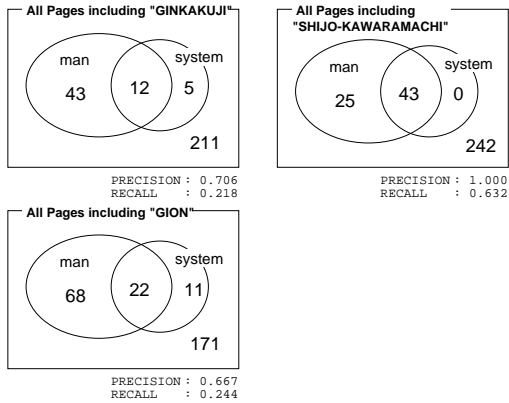 All Pages including "GINKAKUJI"
man
system
43
12
5
211
PRECISION : 0.706
RECALL : 0.218
All Pages including
"SHIJO-KAWARAMACHI"
man
system
25
43
0
242
PRECISION : 1.000
RECALL : 0.632
All Pages including "GION"
man
system
68
22
11
171
PRECISION : 0.667
RECALL : 0.244